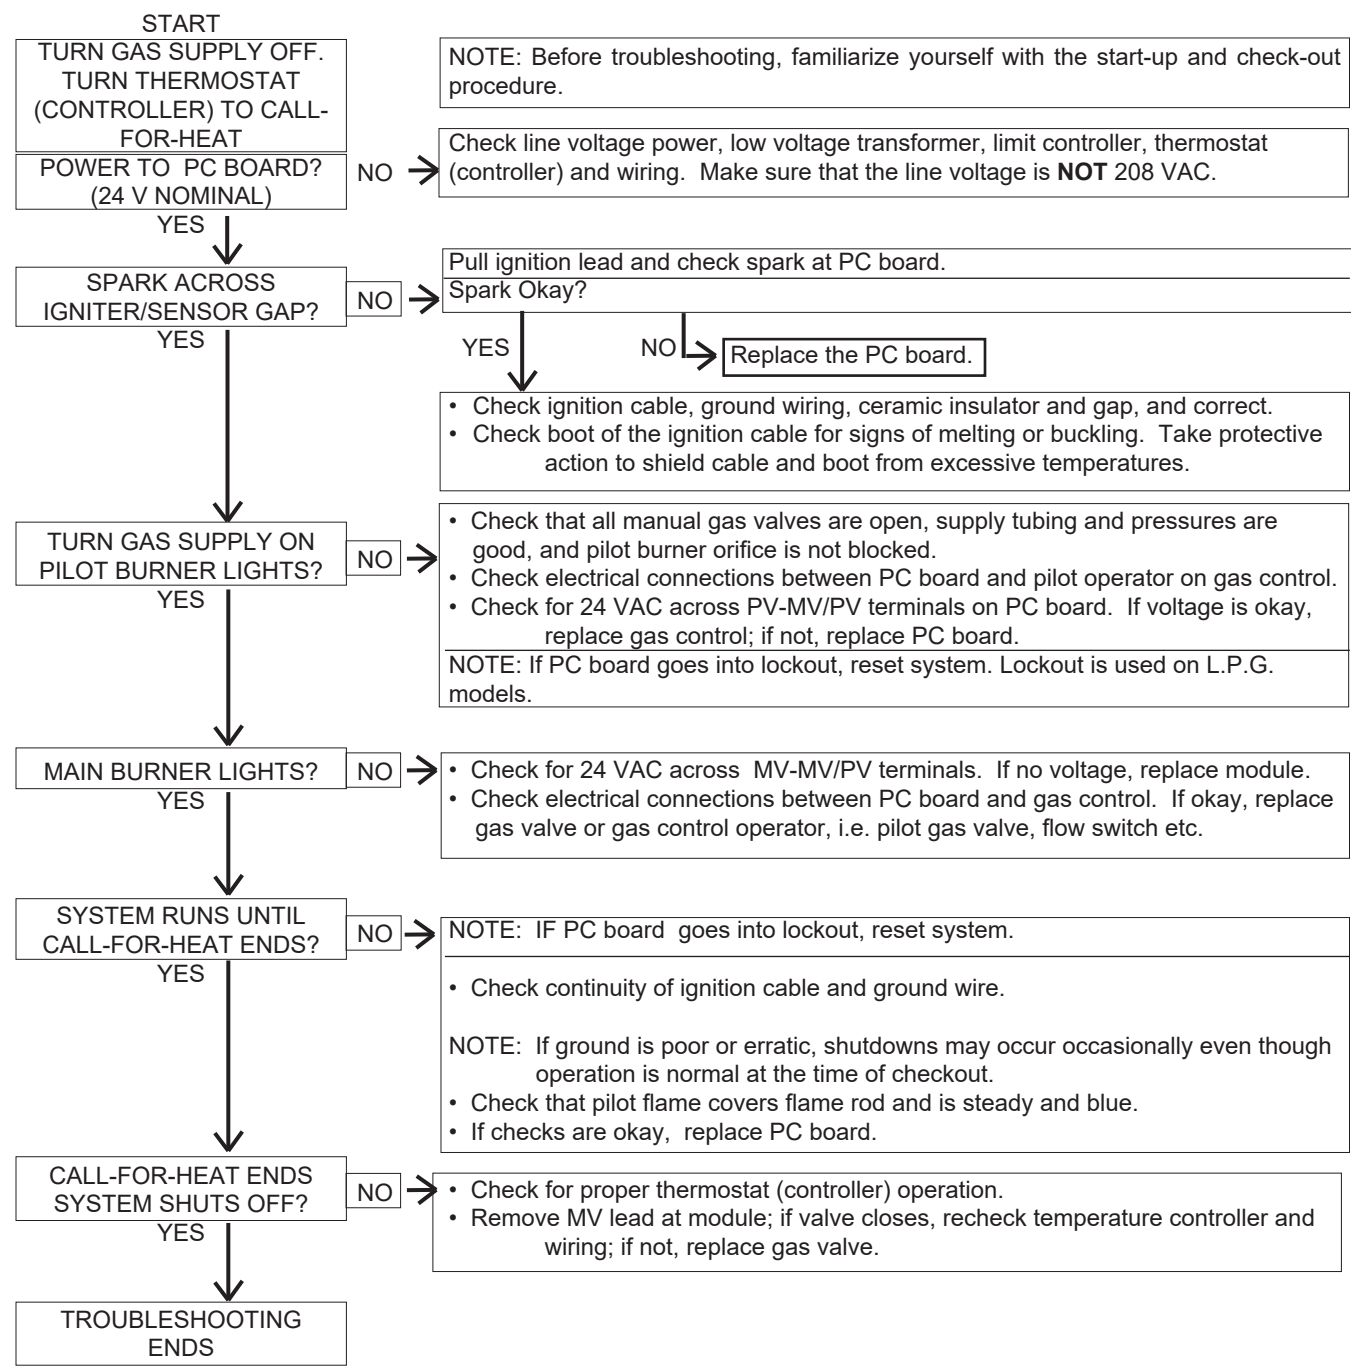 START
TURN GAS SUPPLY OFF.
TURN THERMOSTAT
(CONTROLLER) TO CALL-
FOR-HEAT
NOTE: Before troubleshooting, familiarize yourself with the start-up and check-out
procedure.
POWER TO PC BOARD?
(24 V NOMINAL)
NO
Check line voltage power, low voltage transformer, limit controller, thermostat
(controller) and wiring. Make sure that the line voltage is NOT 208 VAC.
YES
SPARK ACROSS
IGNITER/SENSOR GAP?
NO
Pull ignition lead and check spark at PC board.
Spark Okay?
YES
YES
NO
Replace the PC board.
• Check ignition cable, ground wiring, ceramic insulator and gap, and correct.
• Check boot of the ignition cable for signs of melting or buckling. Take protective
action to shield cable and boot from excessive temperatures.
TURN GAS SUPPLY ON
PILOT BURNER LIGHTS?
NO
• Check that all manual gas valves are open, supply tubing and pressures are
good, and pilot burner orifice is not blocked.
• Check electrical connections between PC board and pilot operator on gas control.
• Check for 24 VAC across PV-MV/PV terminals on PC board. If voltage is okay,
replace gas control; if not, replace PC board.
NOTE: If PC board goes into lockout, reset system. Lockout is used on L.P.G.
models.
YES
MAIN BURNER LIGHTS?
NO
• Check for 24 VAC across MV-MV/PV terminals. If no voltage, replace module.
• Check electrical connections between PC board and gas control. If okay, replace
gas valve or gas control operator, i.e. pilot gas valve, flow switch etc.
YES
SYSTEM RUNS UNTIL
CALL-FOR-HEAT ENDS?
NO
NOTE: IF PC board goes into lockout, reset system.
• Check continuity of ignition cable and ground wire.
NOTE: If ground is poor or erratic, shutdowns may occur occasionally even though
operation is normal at the time of checkout.
• Check that pilot flame covers flame rod and is steady and blue.
• If checks are okay, replace PC board.
YES
CALL-FOR-HEAT ENDS
SYSTEM SHUTS OFF?
NO
• Check for proper thermostat (controller) operation.
• Remove MV lead at module; if valve closes, recheck temperature controller and
wiring; if not, replace gas valve.
YES
TROUBLESHOOTING
ENDS